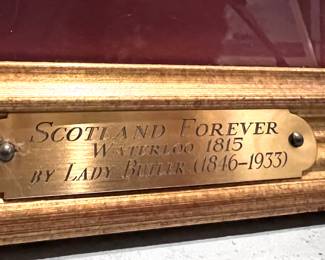 SCOTLAND FOREVER
WATERLOO 1815
BY LADY BUTLER (1846-1933)